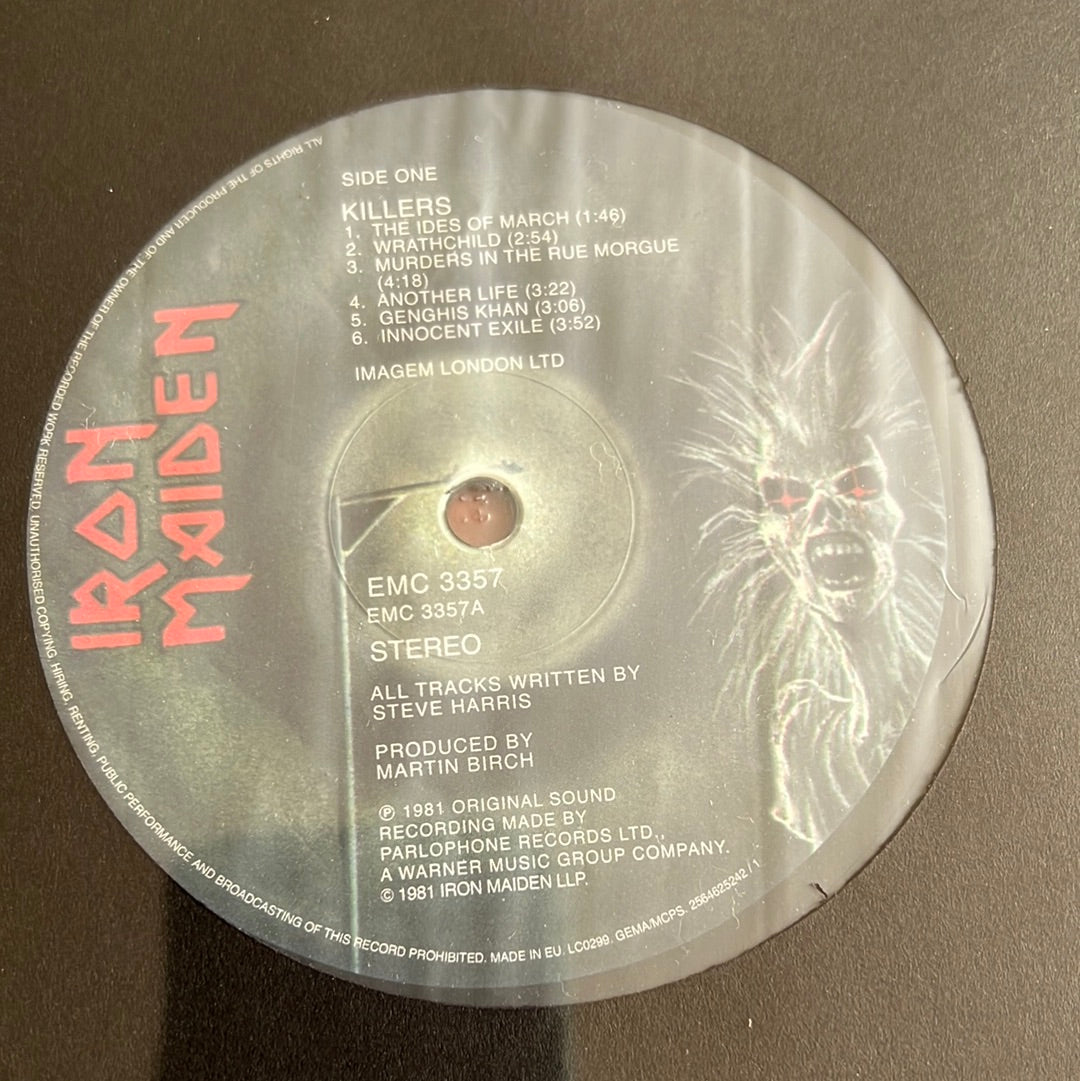 IRON
MAIDEN
SIDE ONE
KILLERS
1. THE IDES OF MARCH (1:46)
2. WRATHCHILD (2:54)
3. MURDERS IN THE RUE MORGUE
(4:18)
4. ANOTHER LIFE (3:22)
5. GENGHIS KHAN (3:06)
6. INNOCENT EXILE (3:52)
IMAGEM LONDON LTD
EMC 3357
EMC 3357A
STEREO
ALL TRACKS WRITTEN BY
STEVE HARRIS
PRODUCED BY
MARTIN BIRCH
℗ 1981 ORIGINAL SOUND
RECORDING MADE BY
PARLOPHONE RECORDS LTD.,
A WARNER MUSIC GROUP COMPANY.
© 1981 IRON MAIDEN LLP.
ALL RIGHTS OF THE PRODUCER AND OF THE OWNER OF THE RECORDED WORK RESERVED. UNAUTHORISED COPYING, HIRING, RENTING, PUBLIC PERFORMANCE AND BROADCASTING OF THIS RECORD PROHIBITED. MADE IN EU. LC0299. GEMA/MCPS. 2564625242 / 1